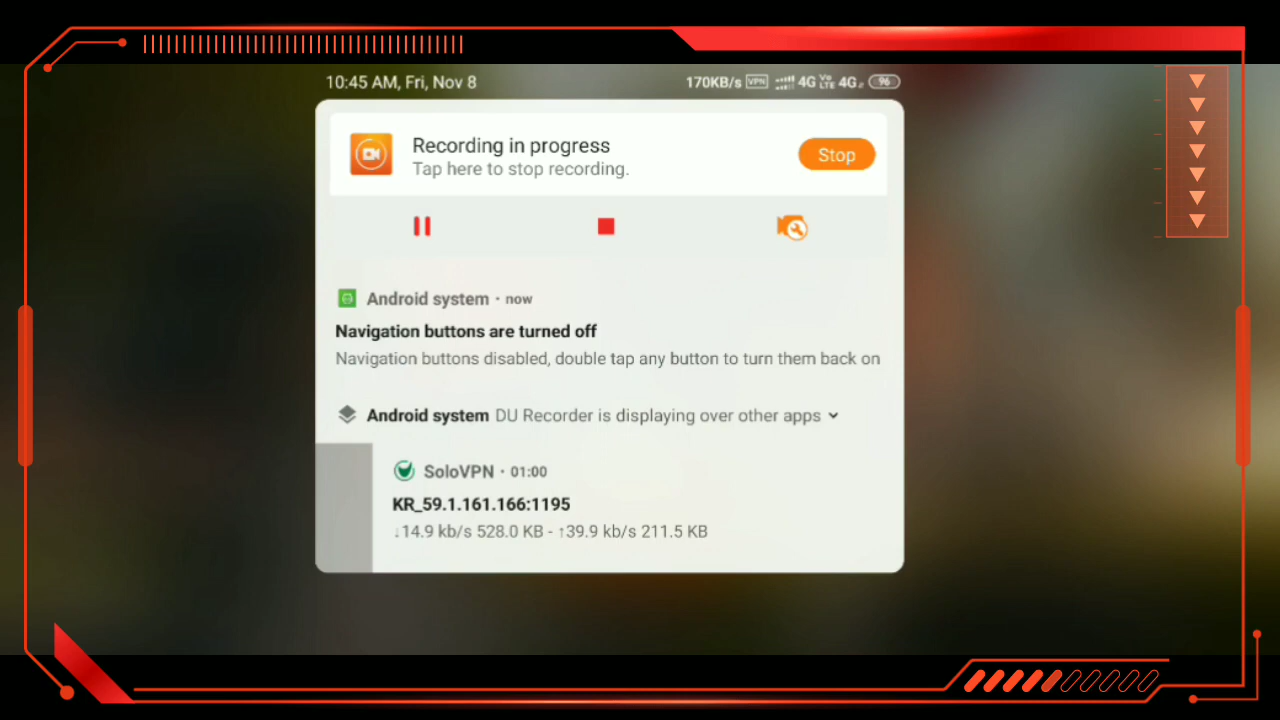 10:45 AM, Fri, Nov 8
170KB/s VPN 4G Vo LTE 4G 96
Recording in progress
Tap here to stop recording.
Stop
Android system · now
Navigation buttons are turned off
Navigation buttons disabled, double tap any button to turn them back on
Android system DU Recorder is displaying over other apps
SoloVPN · 01:00
KR_59.1.161.166:1195
↓14.9 kb/s 528.0 KB - ↑39.9 kb/s 211.5 KB